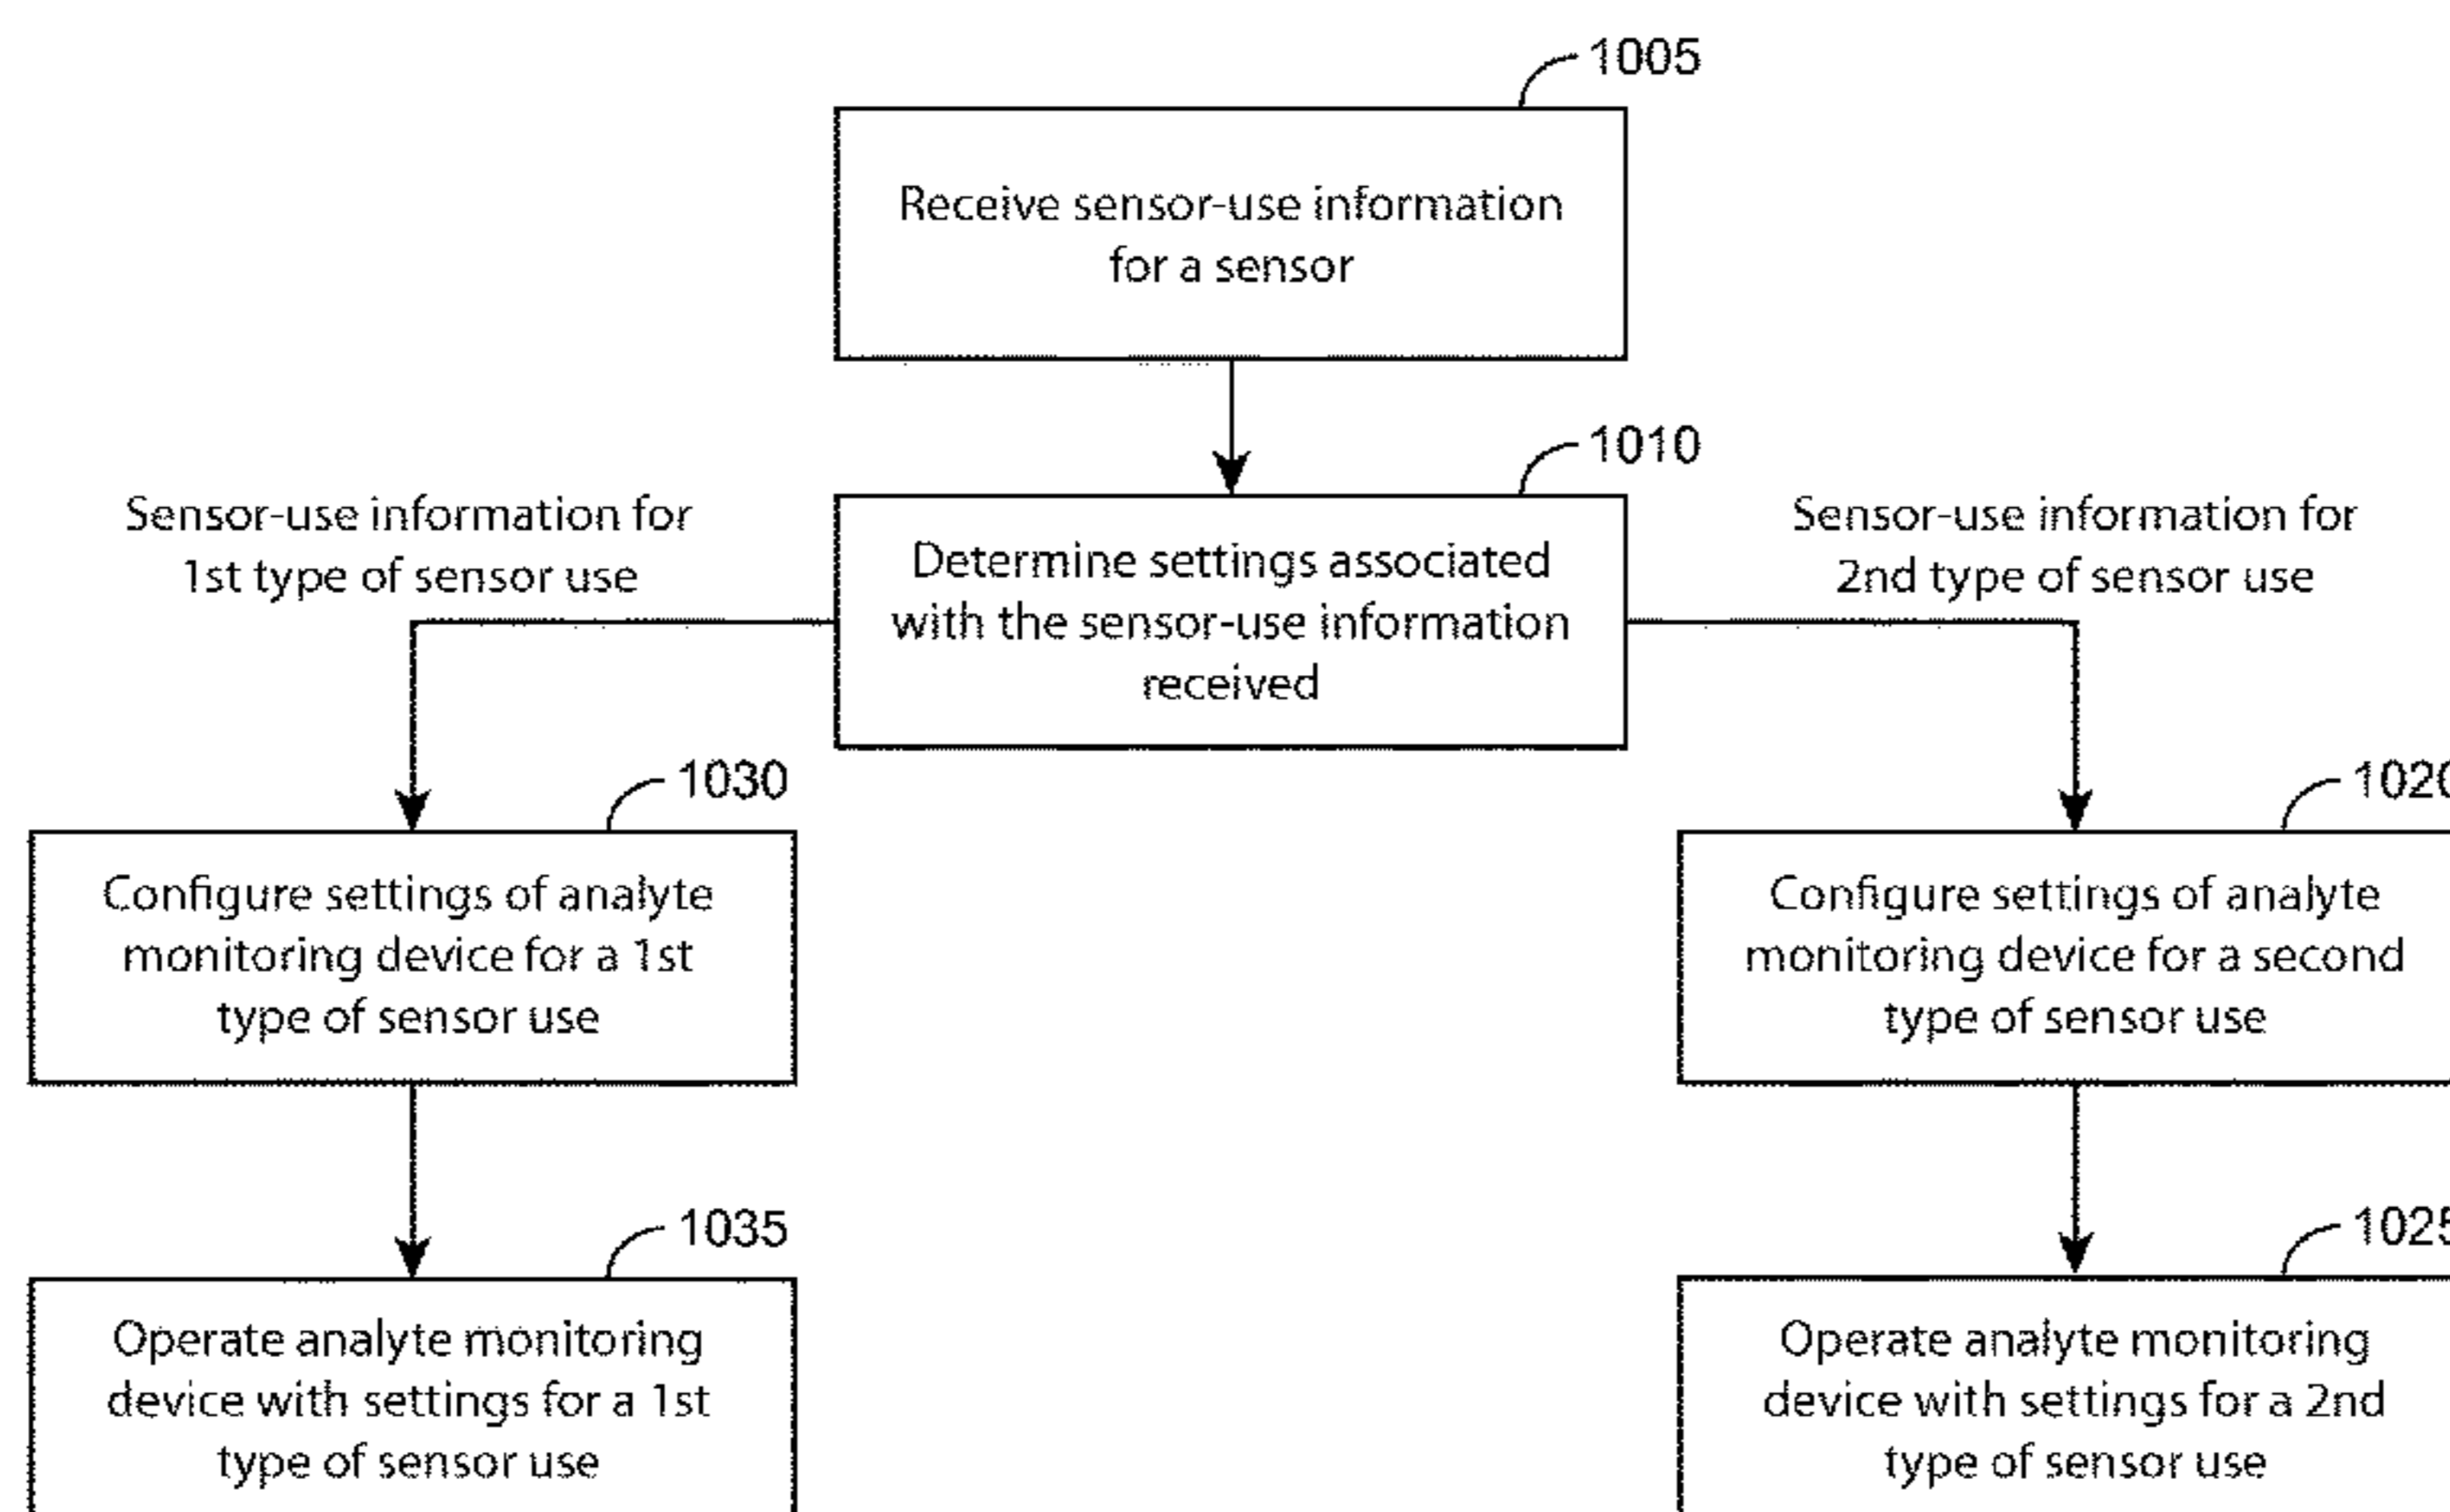 1005
Receive sensor-use information
for a sensor
1010
Sensor-use information for
1st type of sensor use
Determine settings associated
with the sensor-use information
received
Sensor-use information for
2nd type of sensor use
1030
Configure settings of analyte
monitoring device for a 1st
type of sensor use
1020
Configure settings of analyte
monitoring device for a second
type of sensor use
1035
Operate analyte monitoring
device with settings for a 1st
type of sensor use
1025
Operate analyte monitoring
device with settings for a 2nd
type of sensor use